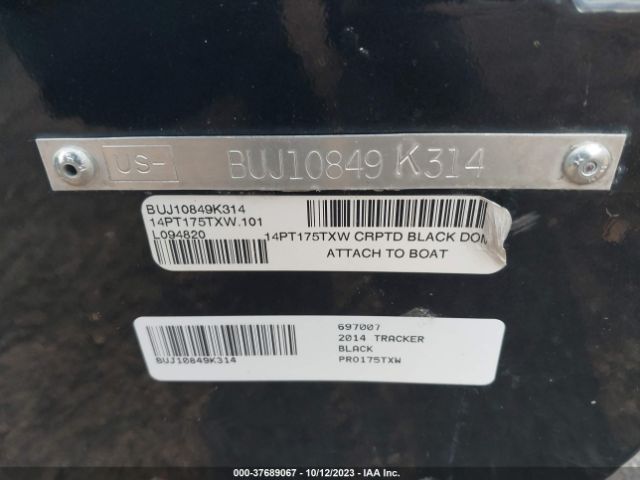 US-
BUJ10849 K314
BUJ10849K314
14PT175TXW.101
L094820
14PT175TXW CRPTD BLACK DOM
ATTACH TO BOAT
BUJ10849K314
697007
2014 TRACKER
BLACK
PRO175TXW
000-37689067 - 10/12/2023 - IAA Inc.